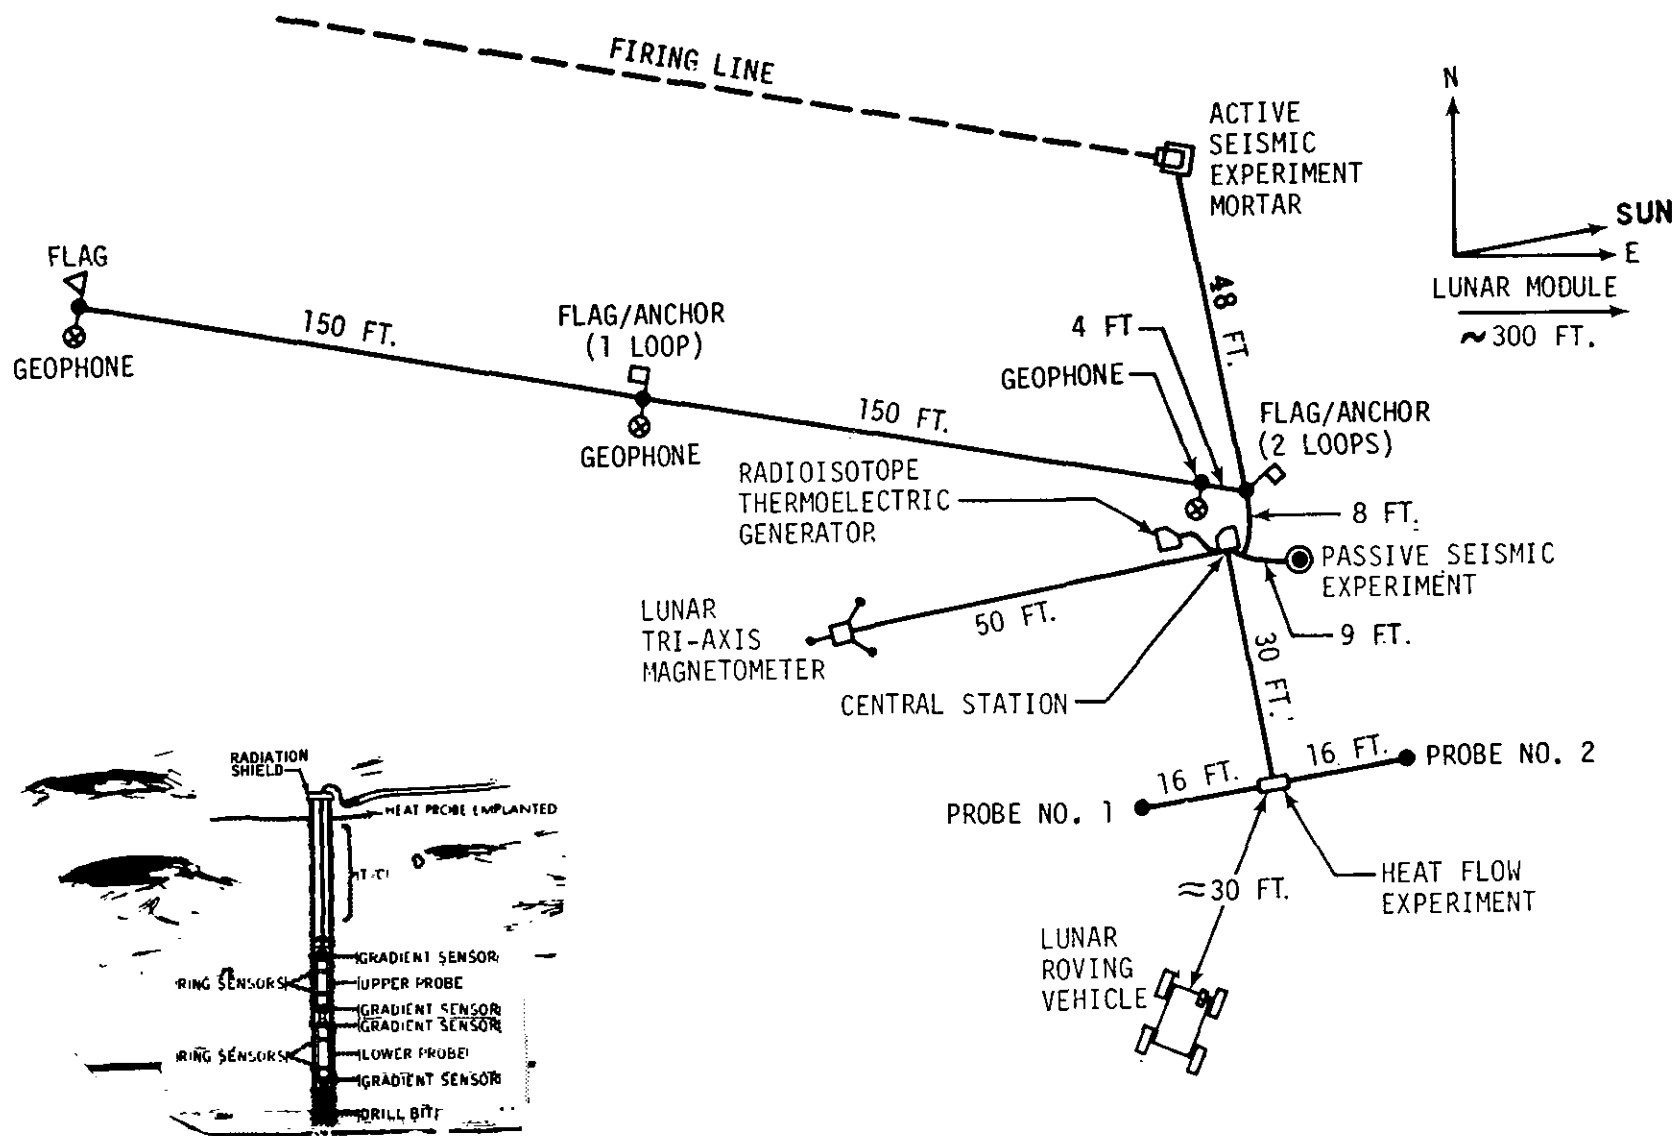 FIRING LINE
ACTIVE
SEISMIC
EXPERIMENT
MORTAR
N
SUN
E
LUNAR MODULE
~300 FT.
FLAG
GEOPHONE
150 FT.
FLAG/ANCHOR
(1 LOOP)
GEOPHONE
150 FT.
48 FT.
4 FT
GEOPHONE
FLAG/ANCHOR
(2 LOOPS)
RADIOISOTOPE
THERMOELECTRIC
GENERATOR
8 FT.
PASSIVE SEISMIC
EXPERIMENT
9 FT.
LUNAR
TRI-AXIS
MAGNETOMETER
50 FT.
CENTRAL STATION
30 FT.
16 FT.
PROBE NO. 2
16 FT.
PROBE NO. 1
HEAT FLOW
EXPERIMENT
≈30 FT.
LUNAR
ROVING
VEHICLE
RADIATION
SHIELD
HEAT PROBE EMPLANTED
GRADIENT SENSOR
RING SENSORS
UPPER PROBE
GRADIENT SENSOR
GRADIENT SENSOR
RING SENSORS
LOWER PROBE
GRADIENT SENSOR
DRILL BIT